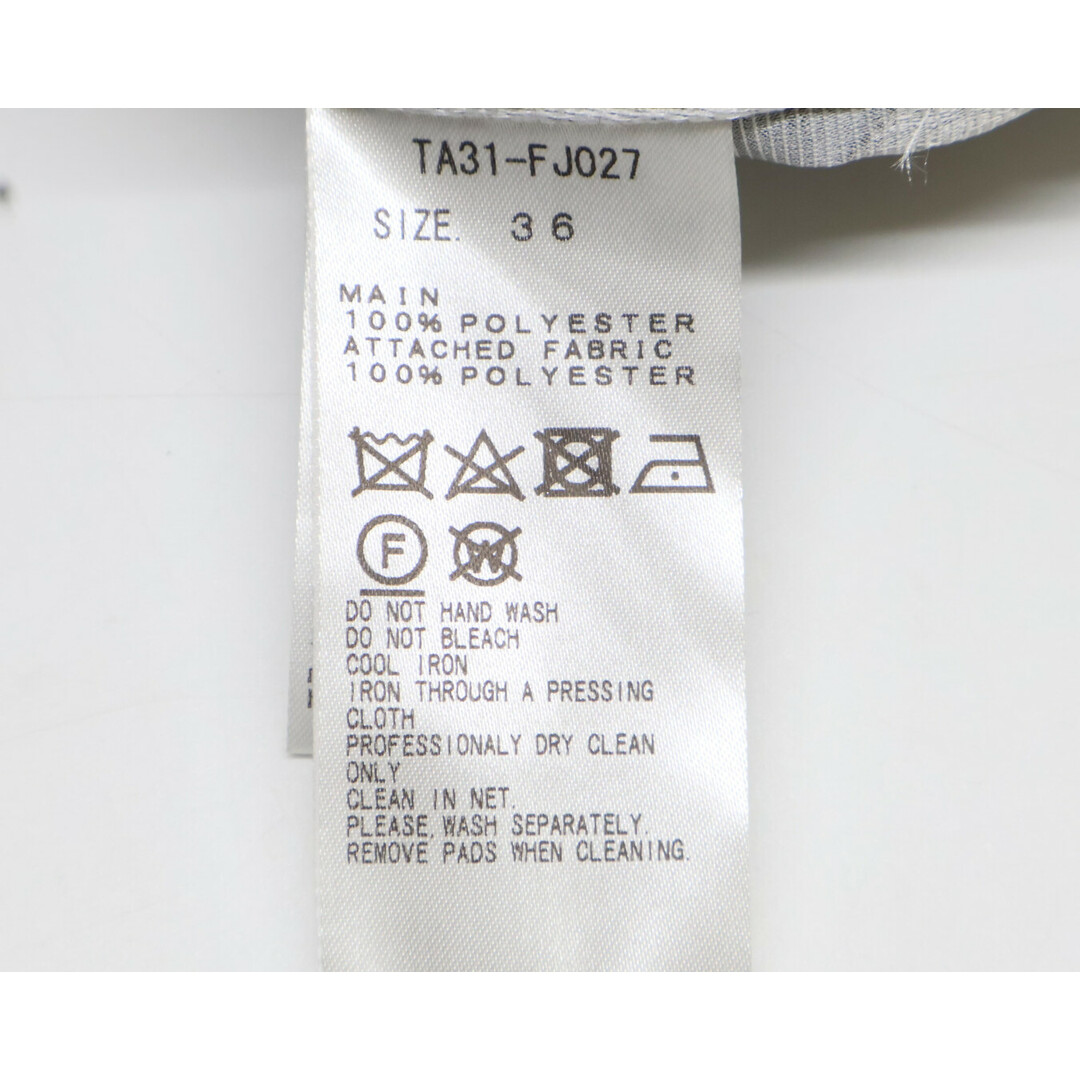 TA31-FJ027
SIZE. 36
MAIN
100% POLYESTER
ATTACHED FABRIC
100% POLYESTER
F W
DO NOT HAND WASH
DO NOT BLEACH
COOL IRON
IRON THROUGH A PRESSING
CLOTH
PROFESSIONALY DRY CLEAN
ONLY
CLEAN IN NET.
PLEASE, WASH SEPARATELY.
REMOVE PADS WHEN CLEANING.